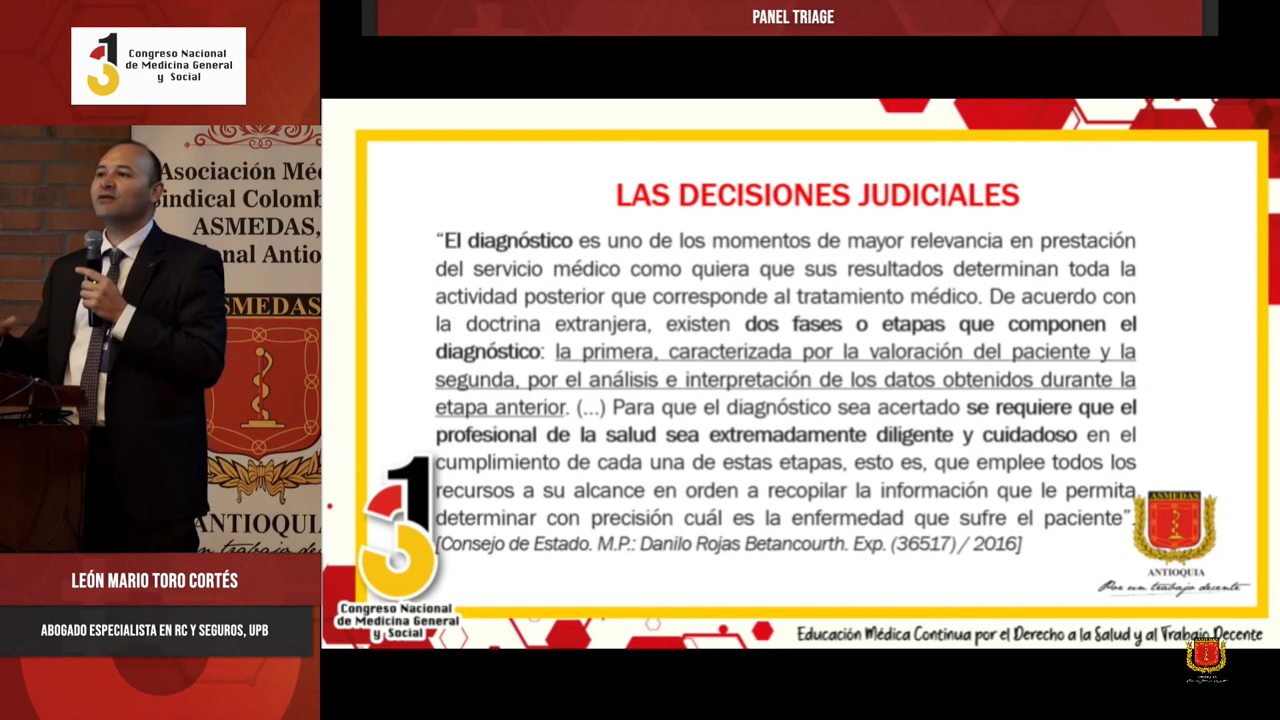 PANEL TRIAGE
31
Congreso Nacional
de Medicina General
y Social
Asociación Méd
Sindical Colomb
ASMEDAS,
nal Antio
SMEDAS
ANTIOQUI
LEÓN MARIO TORO CORTÉS
ABOGADO ESPECIALISTA EN RC Y SEGUROS, UPB
LAS DECISIONES JUDICIALES
“El diagnóstico es uno de los momentos de mayor relevancia en prestación
del servicio médico como quiera que sus resultados determinan toda la
actividad posterior que corresponde al tratamiento médico. De acuerdo con
la doctrina extranjera, existen dos fases o etapas que componen el
diagnóstico: la primera, caracterizada por la valoración del paciente y la
segunda, por el análisis e interpretación de los datos obtenidos durante la
etapa anterior. (...) Para que el diagnóstico sea acertado se requiere que el
profesional de la salud sea extremadamente diligente y cuidadoso en el
cumplimiento de cada una de estas etapas, esto es, que emplee todos los
recursos a su alcance en orden a recopilar la información que le permita
determinar con precisión cuál es la enfermedad que sufre el paciente”.
[Consejo de Estado. M.P.: Danilo Rojas Betancourth. Exp. (36517) / 2016]
31
Congreso Nacional
de Medicina General
y Social
ASMEDAS
ANTIOQUIA
Por un trabajo decente
Educación Médica Continua por el Derecho a la Salud y al Trabajo Decente
ASMEDAS